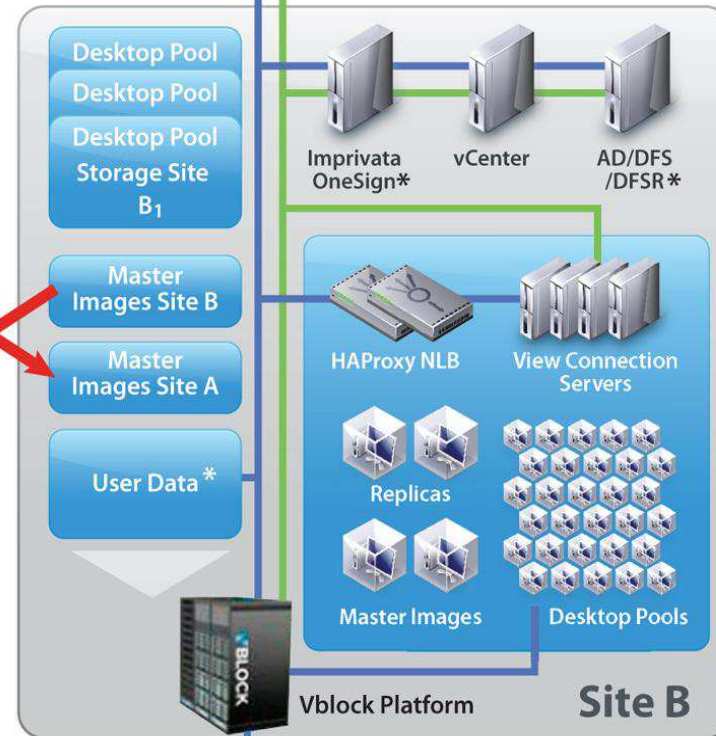 Desktop Pool
Desktop Pool
Desktop Pool
Storage Site
B1
Master
Images Site B
Master
Images Site A
User Data*
Imprivata
OneSign*
vCenter
AD/DFS
/DFSR*
HAProxy NLB
View Connection
Servers
Replicas
Master Images
Desktop Pools
VBLOCK
Vblock Platform
Site B